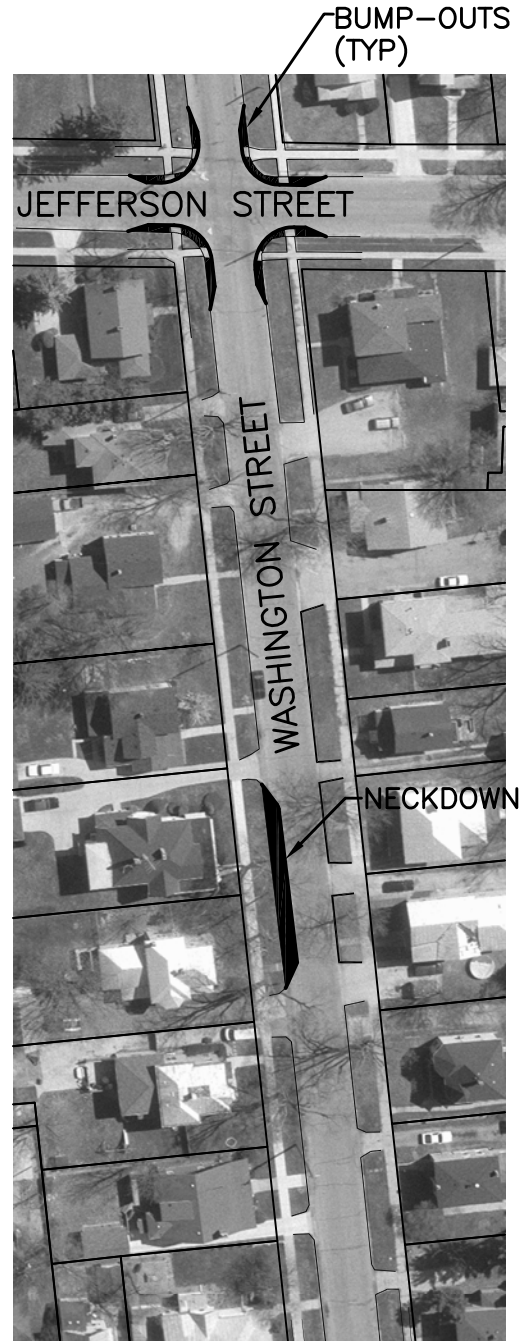 BUMP-OUTS
(TYP)
JEFFERSON STREET
WASHINGTON STREET
NECKDOWN